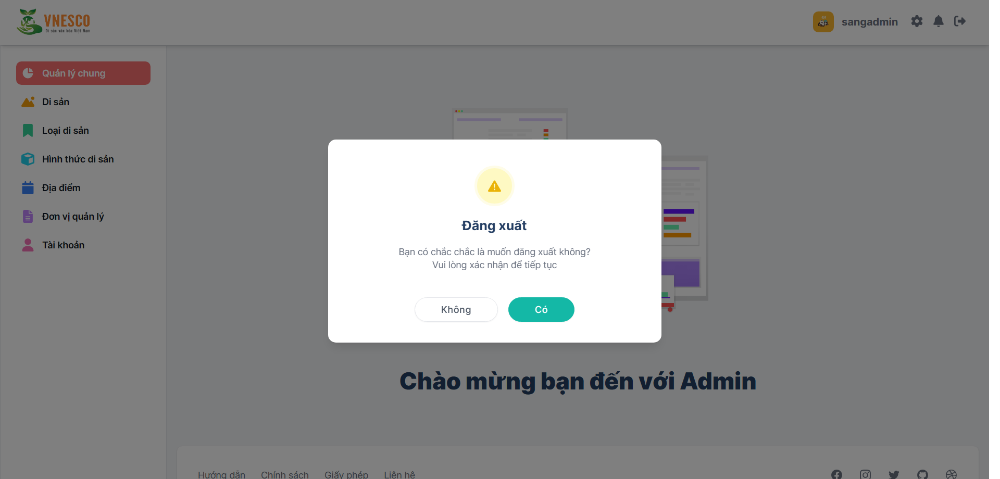 VNESCO
Di sản văn hóa Việt Nam
sangadmin
Quản lý chung
Di sản
Loại di sản
Hình thức di sản
Địa điểm
Đơn vị quản lý
Tài khoản
Đăng xuất
Bạn có chắc chắc là muốn đăng xuất không?
Vui lòng xác nhận để tiếp tục
Không
Có
Chào mừng bạn đến với Admin
Hướng dẫn
Chính sách
Giấy phép
Liên hê